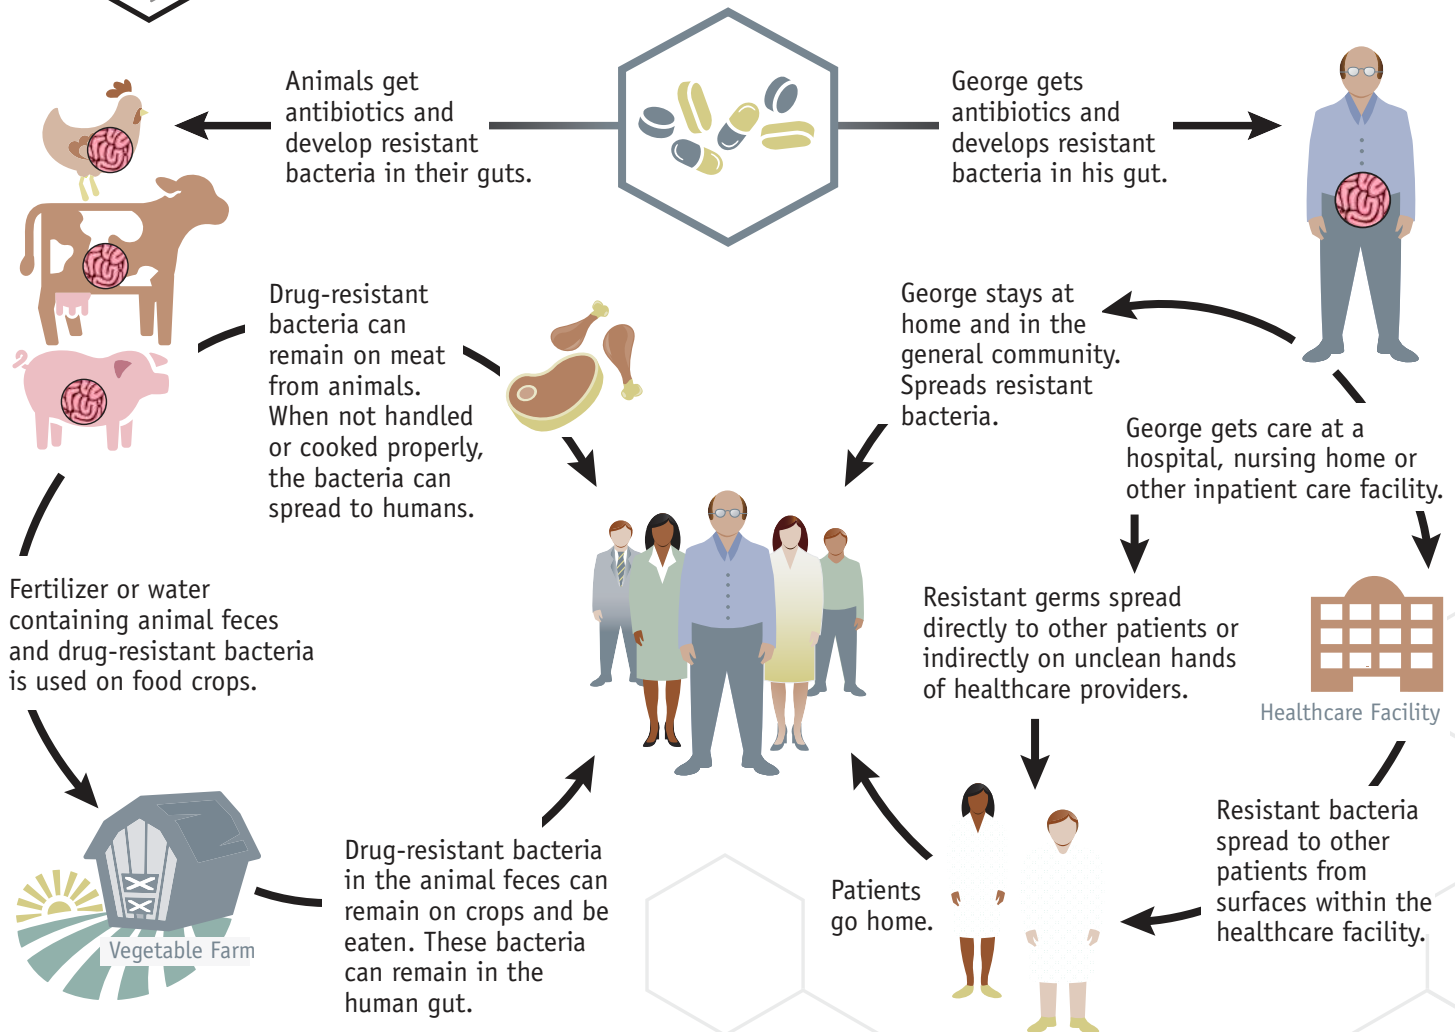 Animals get
antibiotics and
develop resistant
bacteria in their guts.
George gets
antibiotics and
develops resistant
bacteria in his gut.
Drug-resistant
bacteria can
remain on meat
from animals.
When not handled
or cooked properly,
the bacteria can
spread to humans.
George stays at
home and in the
general community.
Spreads resistant
bacteria.
George gets care at a
hospital, nursing home or
other inpatient care facility.
Fertilizer or water
containing animal feces
and drug-resistant bacteria
is used on food crops.
Resistant germs spread
directly to other patients or
indirectly on unclean hands
of healthcare providers.
Healthcare Facility
Vegetable Farm
Drug-resistant bacteria
in the animal feces can
remain on crops and be
eaten. These bacteria
can remain in the
human gut.
Patients
go home.
Resistant bacteria
spread to other
patients from
surfaces within the
healthcare facility.